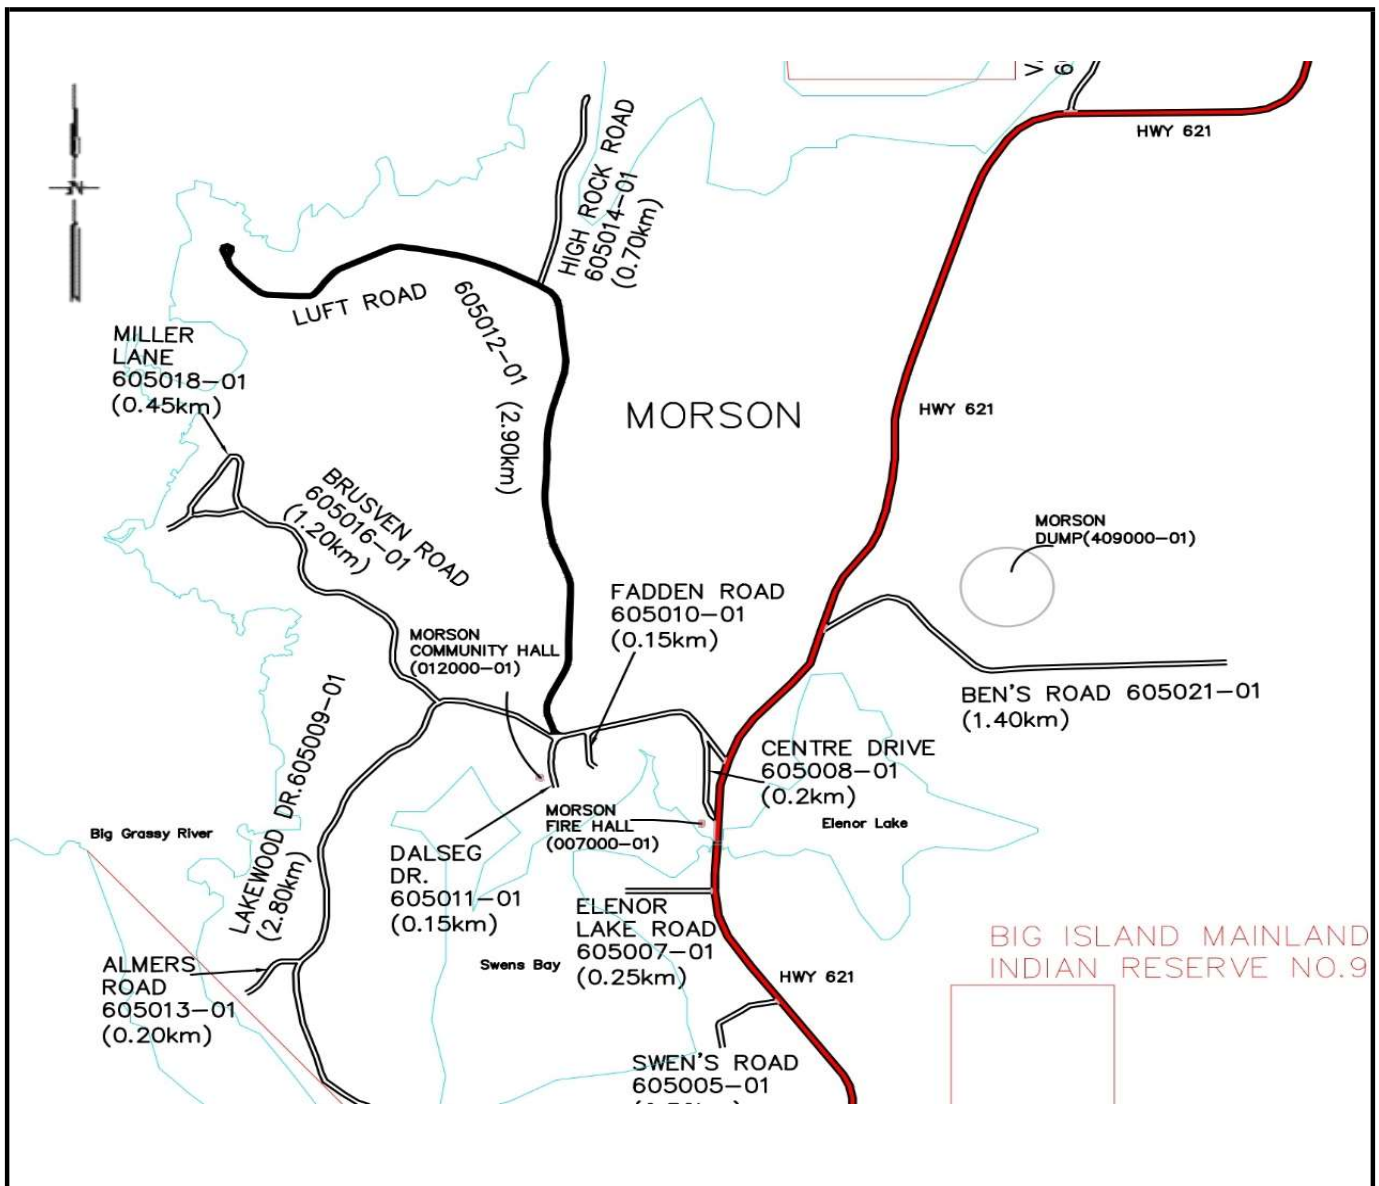 HWY 621
HIGH ROCK ROAD
605014-01
(0.70km)
LUFT ROAD
605012-01 (2.90km)
MILLER
LANE
605018-01
(0.45km)
MORSON
HWY 621
BRUSVEN ROAD
605016-01
(1.20km)
MORSON
DUMP(409000-01)
FADDEN ROAD
605010-01
(0.15km)
MORSON
COMMUNITY HALL
(012000-01)
BEN'S ROAD 605021-01
(1.40km)
LAKEWOOD DR.605009-01
(2.80km)
CENTRE DRIVE
605008-01
(0.2km)
Elenor Lake
MORSON
FIRE HALL
(007000-01)
Big Grassy River
DALSEG
DR.
605011-01
(0.15km)
ELENOR
LAKE ROAD
605007-01
(0.25km)
Swens Bay
BIG ISLAND MAINLAND
INDIAN RESERVE NO.9
ALMERS
ROAD
605013-01
(0.20km)
HWY 621
SWEN'S ROAD
605005-01
N